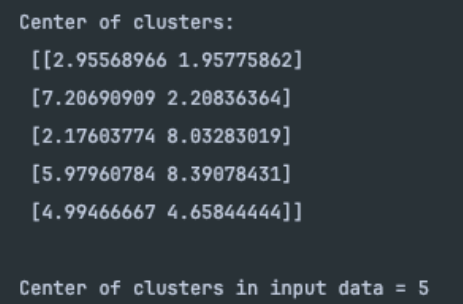 Center of clusters:
[[2.95568966 1.95775862]
[7.20690909 2.20836364]
[2.17603774 8.03283019]
[5.97960784 8.39078431]
[4.99466667 4.65844444]]
Center of clusters in input data = 5